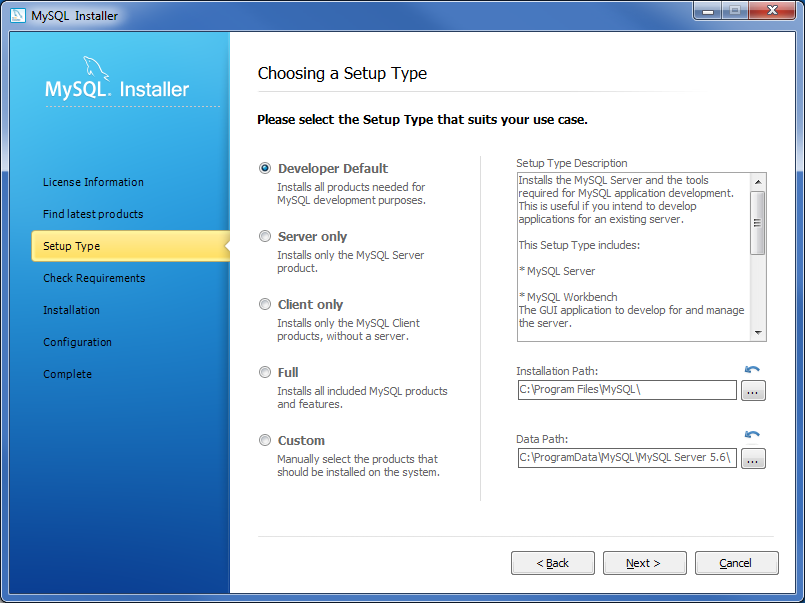 MySQL Installer
MySQL. Installer
License Information
Find latest products
Setup Type
Check Requirements
Installation
Configuration
Complete
Choosing a Setup Type
Please select the Setup Type that suits your use case.
Developer Default
Installs all products needed for
MySQL development purposes.
Server only
Installs only the MySQL Server
product.
Client only
Installs only the MySQL Client
products, without a server.
Full
Installs all included MySQL products
and features.
Custom
Manually select the products that
should be installed on the system.
Setup Type Description
Installs the MySQL Server and the tools
required for MySQL application development.
This is useful if you intend to develop
applications for an existing server.
This Setup Type includes:
* MySQL Server
* MySQL Workbench
The GUI application to develop for and manage
the server.
Installation Path:
C:\Program Files\MySQL\
...
Data Path:
C:\ProgramData\MySQL\MySQL Server 5.6\
...
< Back
Next >
Cancel